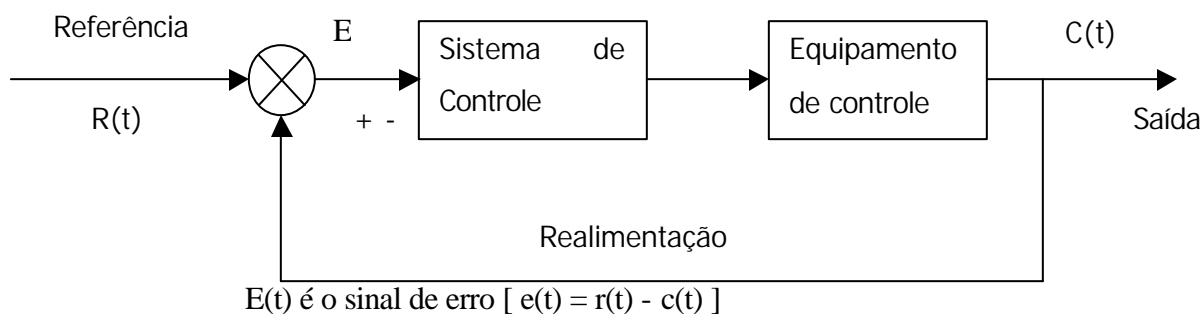 Referência
R(t)
E
+ -
Sistema de
Controle
Equipamento
de controle
C(t)
Saída
Realimentação
E(t) é o sinal de erro [ e(t) = r(t) - c(t) ]